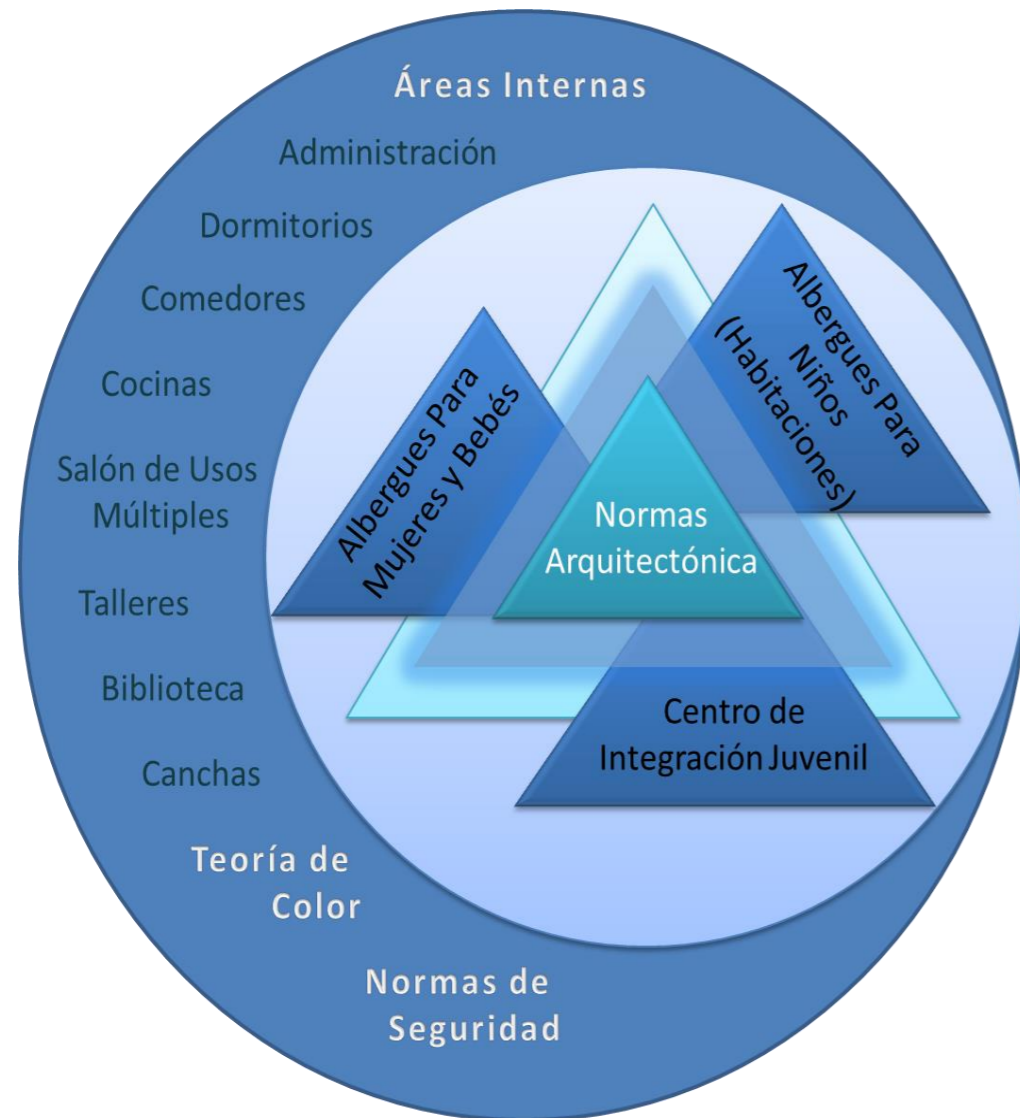 Áreas Internas
Administración
Dormitorios
Comedores
Cocinas
Salón de Usos
Múltiples
Talleres
Biblioteca
Canchas
Teoría de
Color
Normas de
Seguridad
Albergues Para
Mujeres y Bebés
Albergues Para
Niños
(Habitaciones)
Normas
Arquitectónica
Centro de
Integración Juvenil